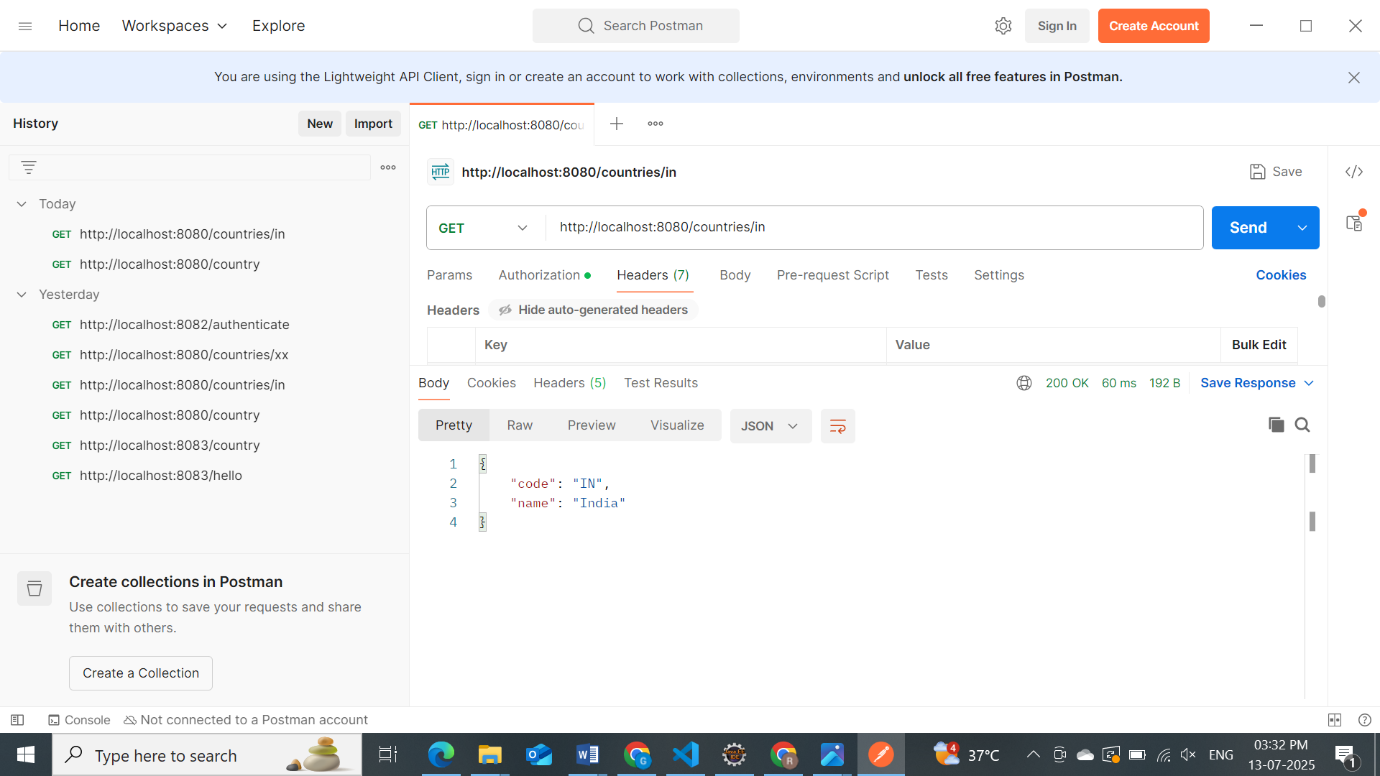 Home Workspaces Explore Search Postman Sign In Create Account
You are using the Lightweight API Client, sign in or create an account to work with collections, environments and unlock all free features in Postman.
History New Import
GET http://localhost:8080/cou
HTTP http://localhost:8080/countries/in Save
Today
GET http://localhost:8080/countries/in
GET http://localhost:8080/country
Yesterday
GET http://localhost:8082/authenticate
GET http://localhost:8080/countries/xx
GET http://localhost:8080/countries/in
GET http://localhost:8080/country
GET http://localhost:8083/country
GET http://localhost:8083/hello
Create collections in Postman
Use collections to save your requests and share
them with others.
Create a Collection
GET http://localhost:8080/countries/in Send
Params Authorization Headers (7) Body Pre-request Script Tests Settings Cookies
Headers Hide auto-generated headers
Key Value Bulk Edit
Body Cookies Headers (5) Test Results 200 OK 60 ms 192 B Save Response
Pretty Raw Preview Visualize JSON
1 {
2 "code": "IN",
3 "name": "India"
4 }
Console Not connected to a Postman account
Type here to search 4 37°C ENG 03:32 PM
13-07-2025 1